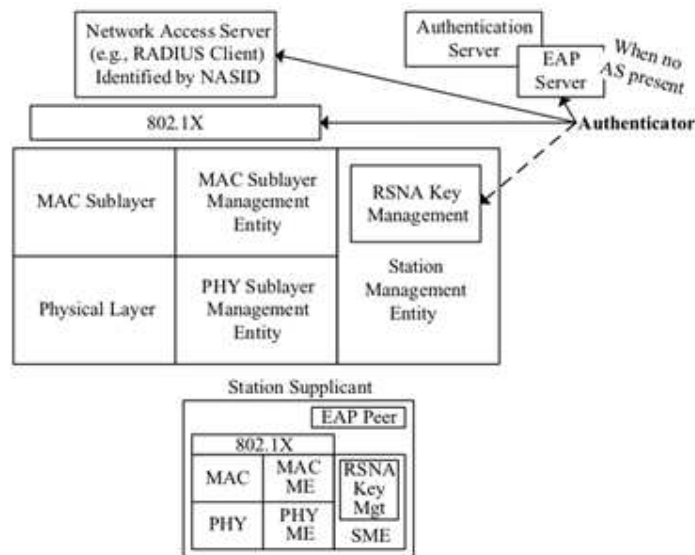 Network Access Server
(e.g., RADIUS Client)
Identified by NASID
Authentication
Server
EAP
Server
When no
AS present
802.1X
Authenticator
MAC Sublayer
MAC Sublayer
Management
Entity
RSNA Key
Management
Physical Layer
PHY Sublayer
Management
Entity
Station
Management
Entity
Station Supplicant
EAP Peer
802.1X
MAC
MAC
ME
RSNA
Key
Mgt
PHY
PHY
ME
SME